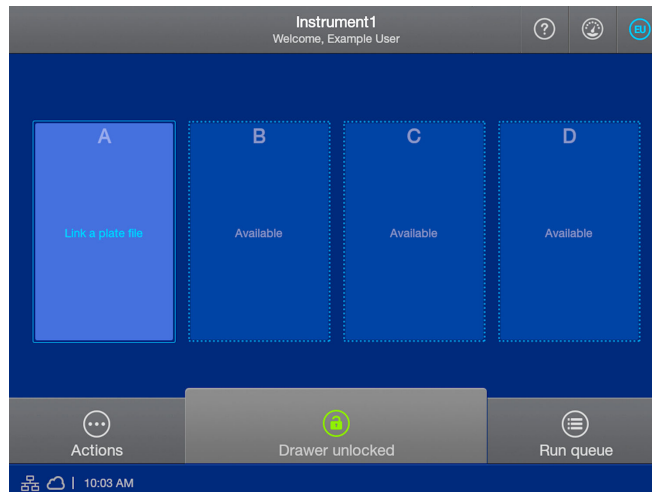 Instrument1
Welcome, Example User
?
EU
A
B
C
D
Link a plate file
Available
Available
Available
Actions
Drawer unlocked
Run queue
10:03 AM